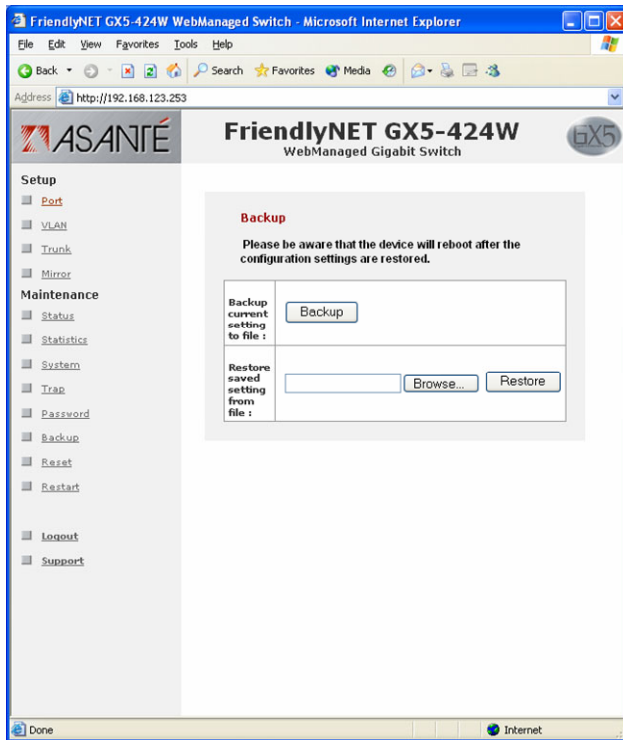 FriendlyNET GX5-424W WebManaged Switch - Microsoft Internet Explorer
File Edit View Favorites Tools Help
Back Search Favorites Media
Address http://192.168.123.253
ASANTÉ
FriendlyNET GX5-424W
WebManaged Gigabit Switch
GX5
Setup
Port
VLAN
Trunk
Mirror
Maintenance
Status
Statistics
System
Trap
Password
Backup
Reset
Restart
Logout
Support
Backup
Please be aware that the device will reboot after the
configuration settings are restored.
Backup
current
setting
to file :
Backup
Restore
saved
setting
from
file :
Browse...
Restore
Done
Internet